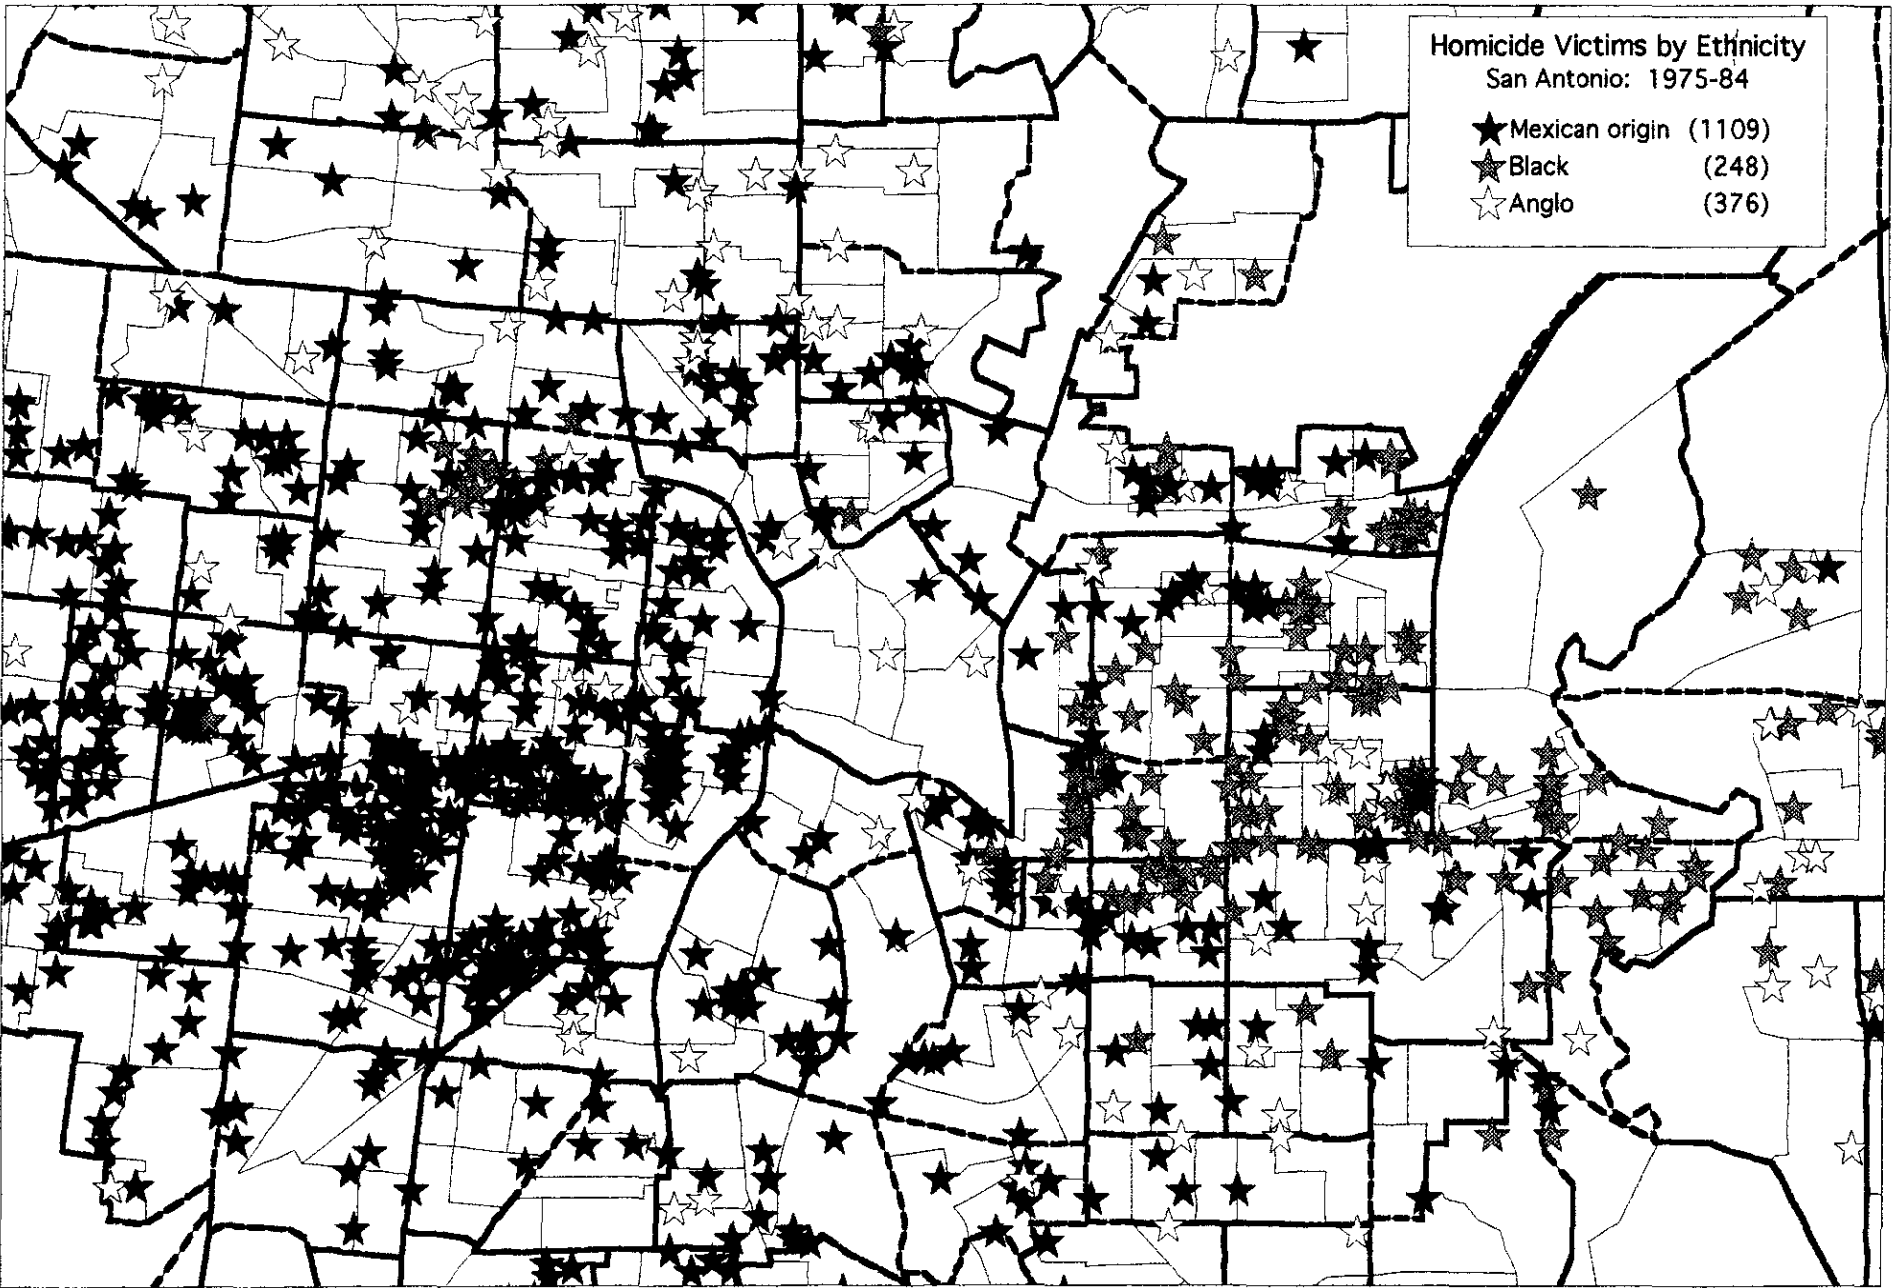 Homicide Victims by Ethnicity
San Antonio: 1975-84
Mexican origin (1109)
Black (248)
Anglo (376)